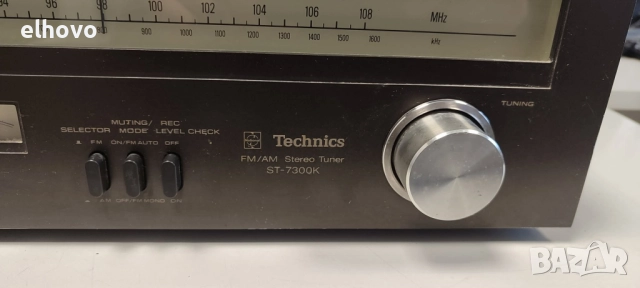 94 96 98 100 102 104 106 108 MHz
800 900 1000 1100 1200 1300 1400 1500 1600 kHz
elhovo
TUNING
MUTING/ REC
SELECTOR MODE LEVEL CHECK
FM ON/FM AUTO OFF
Technics
FM/AM Stereo Tuner
ST-7300K
AM OFF/FM MONO ON
BAZAR